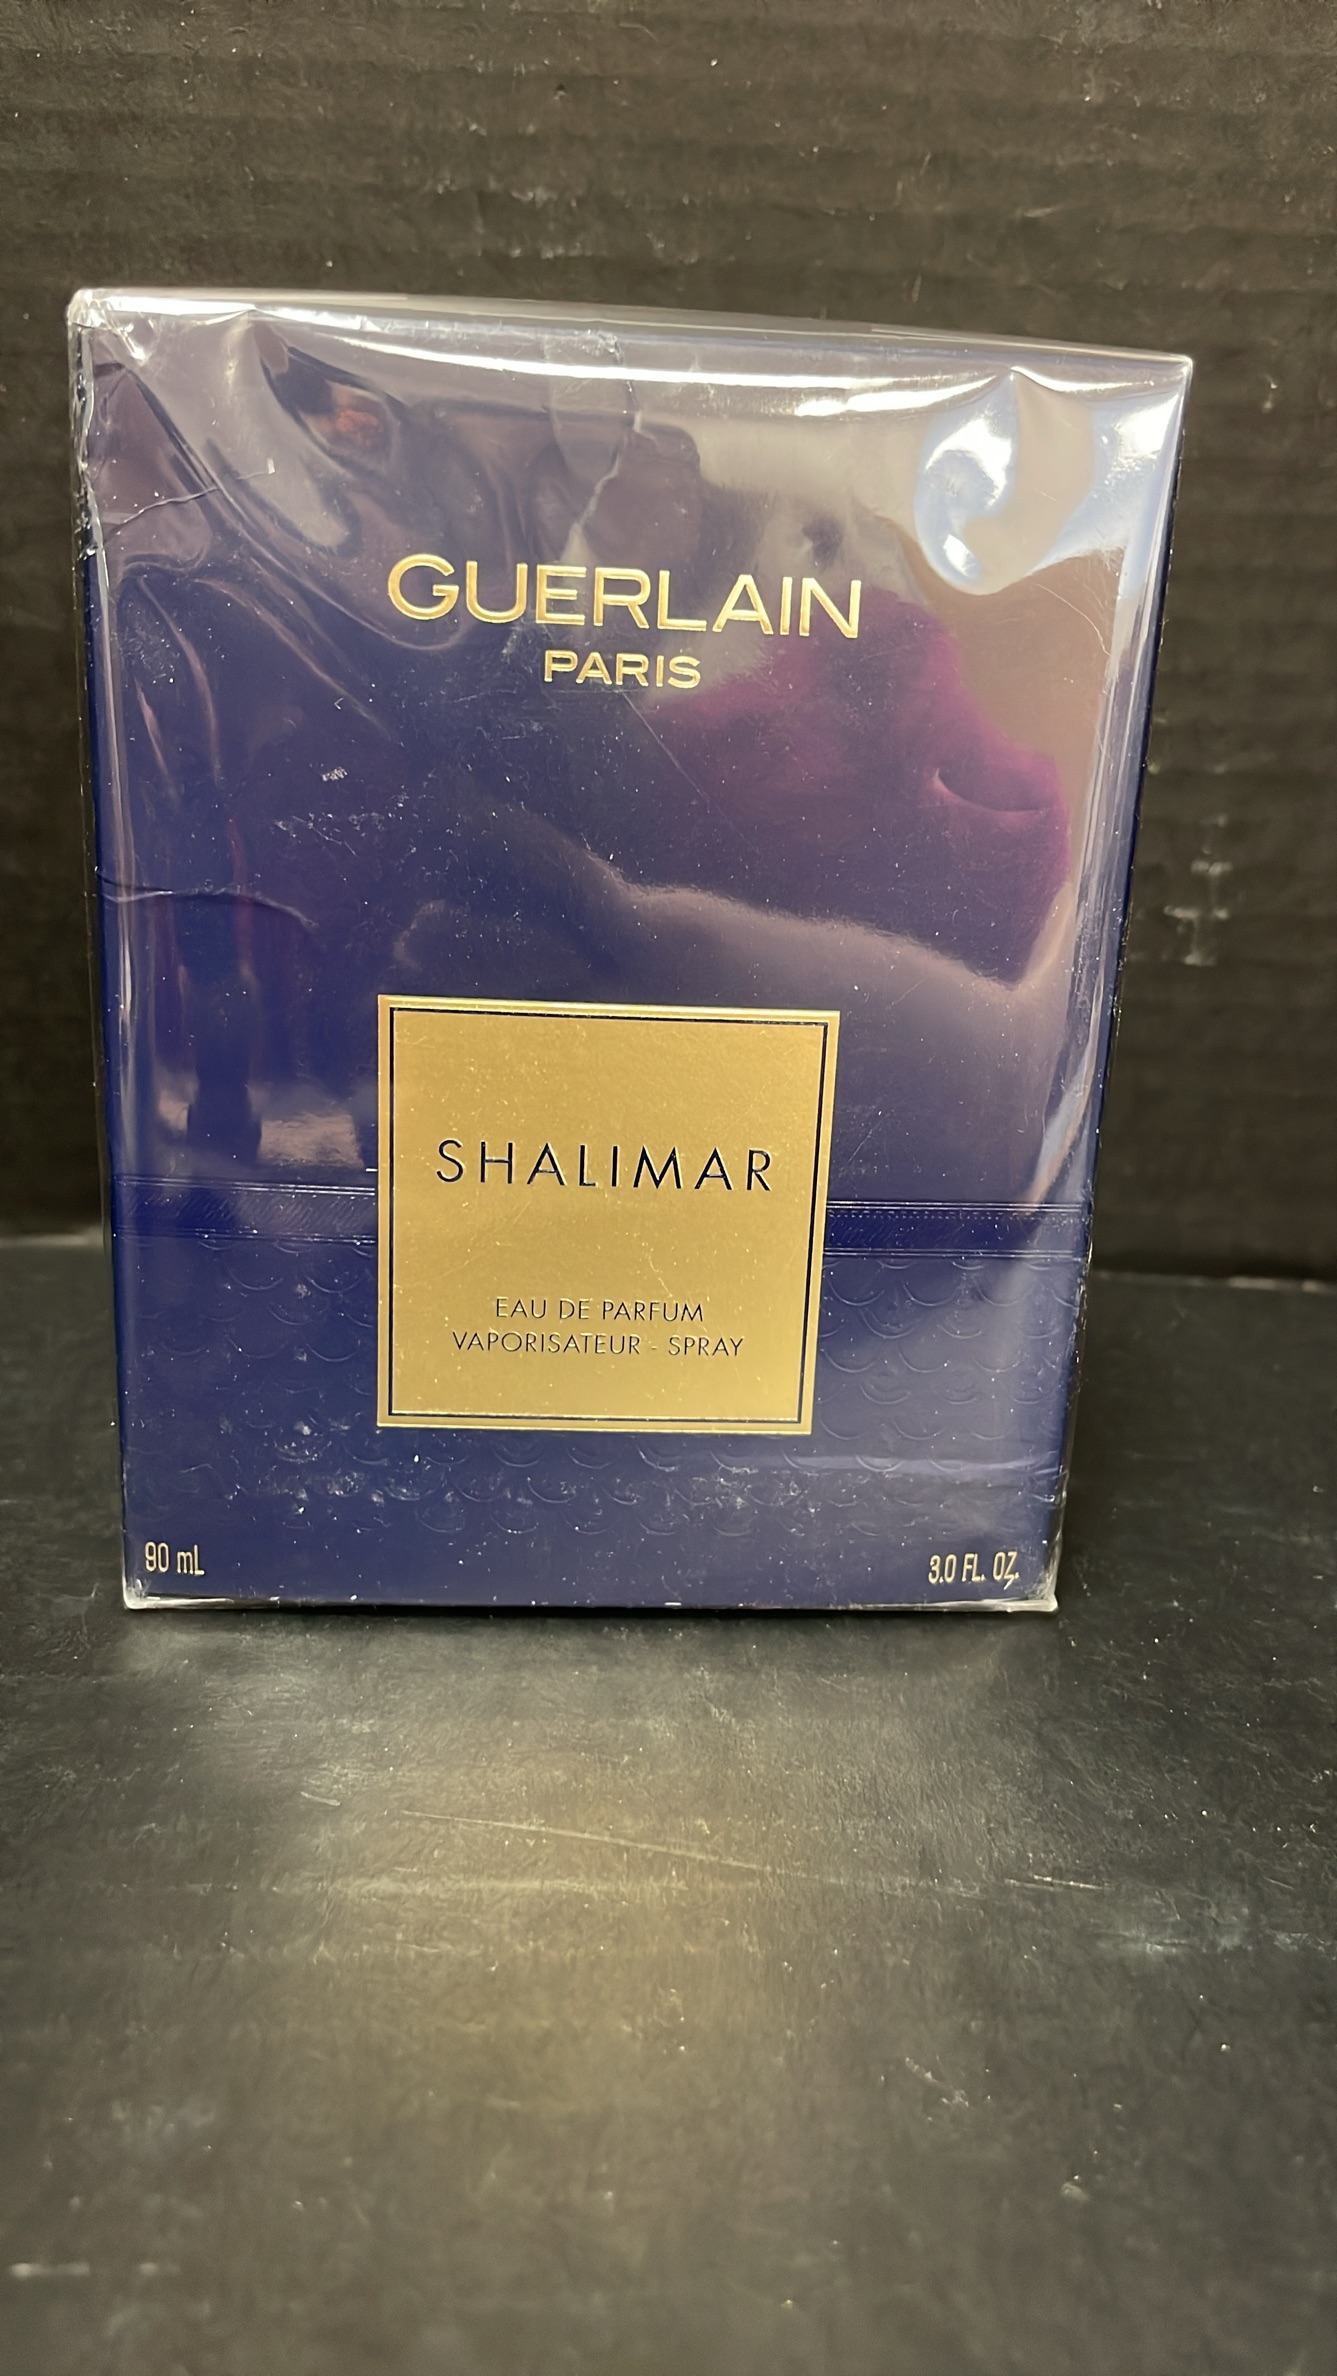 GUERLAIN
PARIS
SHALIMAR
EAU DE PARFUM
VAPORISATEUR - SPRAY
90 mL
3.0 FL. OZ.